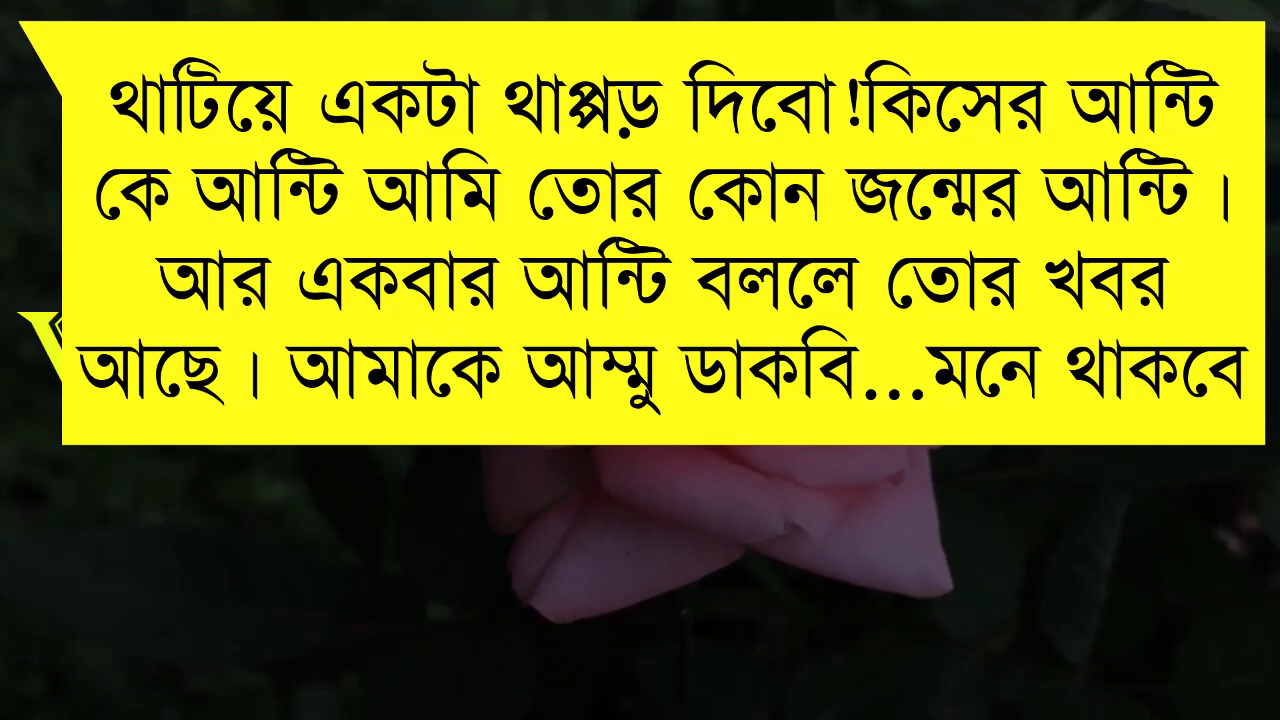 থাটিয়ে একটা থাপ্পড় দিবো!কিসের আন্টি
কে আন্টি আমি তোর কোন জন্মের আন্টি।
আর একবার আন্টি বললে তোর খবর
আছে। আমাকে আম্মু ডাকবি...মনে থাকবে